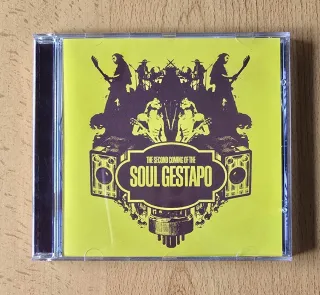 THE SECOND COMING OF THE
SOUL GESTAPO